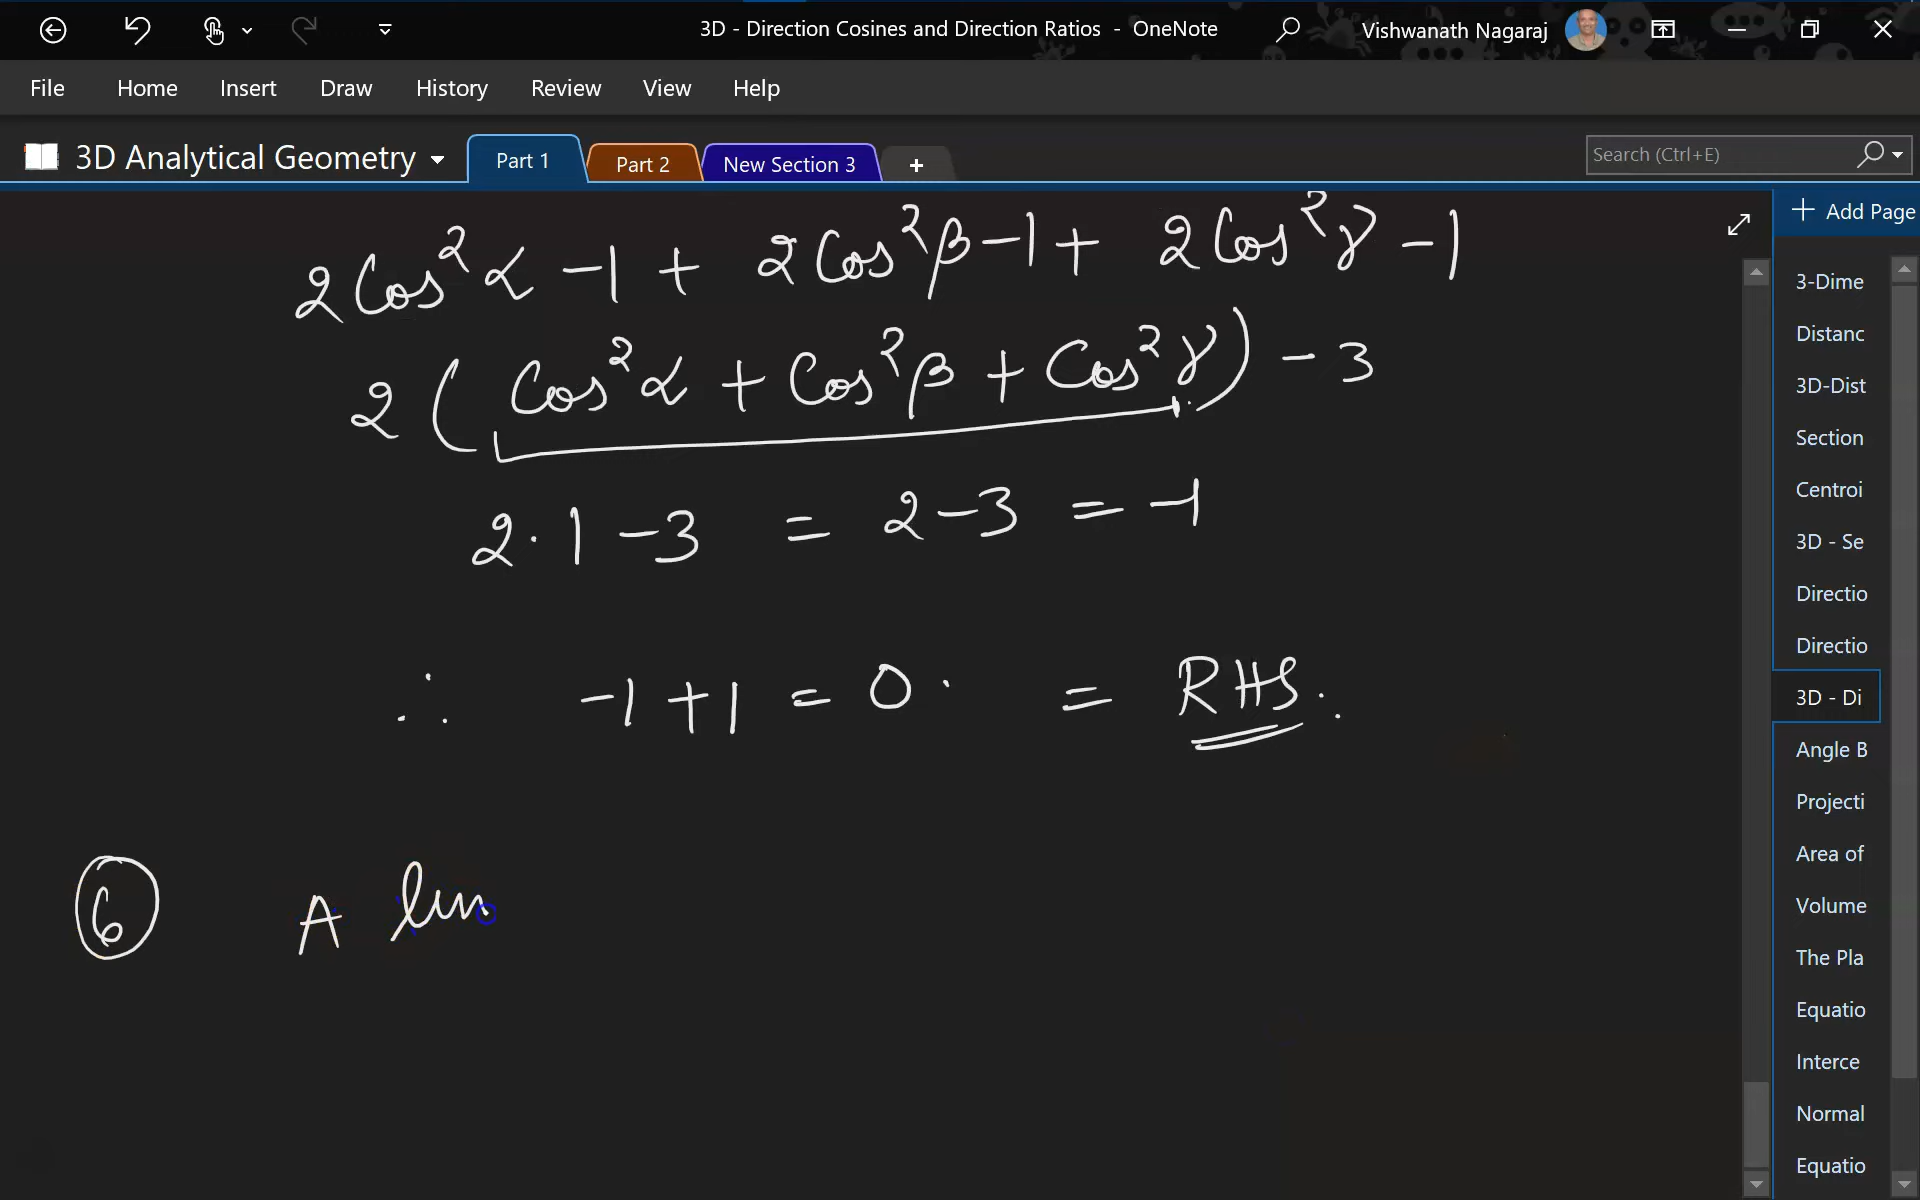 3D - Direction Cosines and Direction Ratios - OneNote
Vishwanath Nagaraj
File Home Insert Draw History Review View Help
3D Analytical Geometry Part 1 Part 2 New Section 3 +
Search (Ctrl+E)
+ Add Page
2Cos²α -1 + 2Cos²β -1 + 2Cos²γ -1
2 (Cos²α + Cos²β + Cos²γ) - 3
2·1 -3 = 2-3 = -1
∴ -1+1 = 0. = RHS.
6 A lin
3-Dime
Distanc
3D-Dist
Section
Centroi
3D - Se
Directio
Directio
3D - Di
Angle B
Projecti
Area of
Volume
The Pla
Equatio
Interce
Normal
Equatio